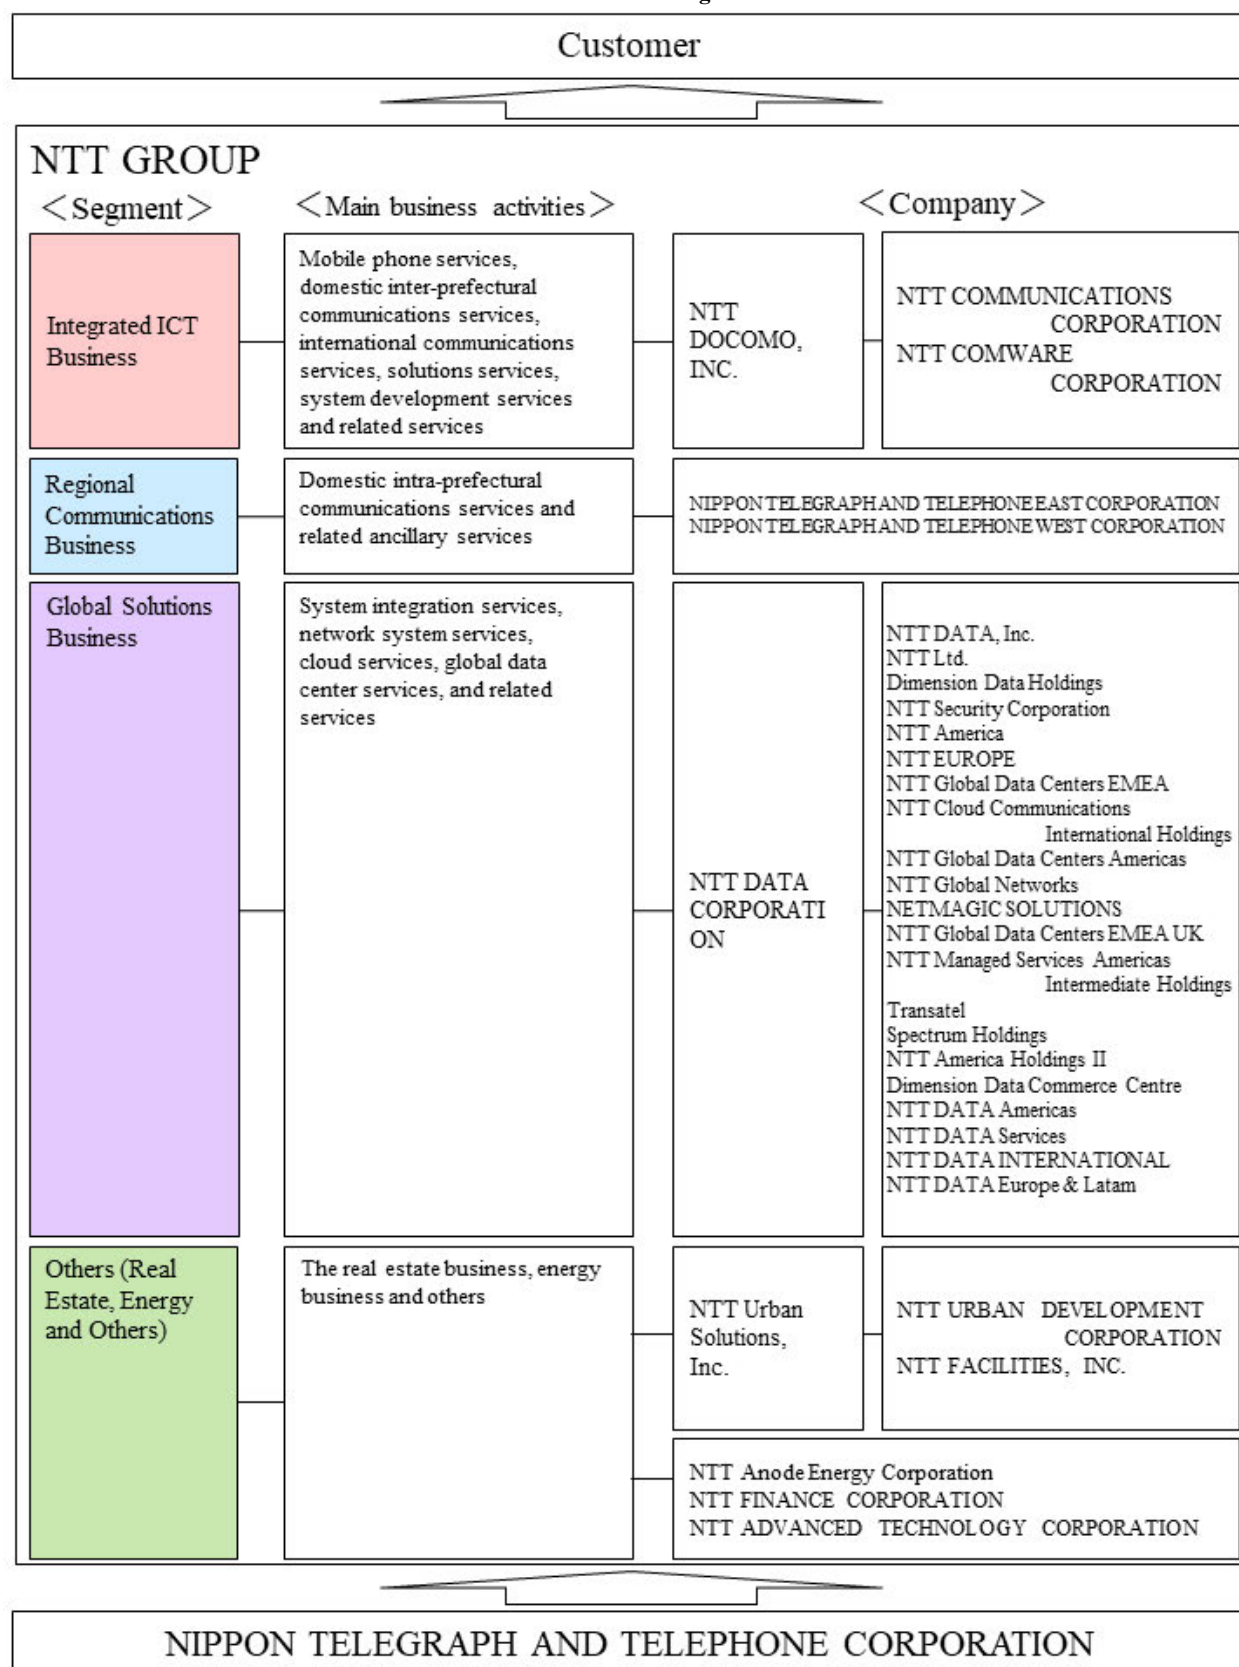 Customer
NTT GROUP
<Segment>
<Main business activities>
<Company>
Integrated ICT
Business
Mobile phone services,
domestic inter-prefectural
communications services,
international communications
services, solutions services,
system development services
and related services
NTT
DOCOMO,
INC.
NTT COMMUNICATIONS
CORPORATION
NTT COMWARE
CORPORATION
Regional
Communications
Business
Domestic intra-prefectural
communications services and
related ancillary services
NIPPON TELEGRAPH AND TELEPHONE EAST CORPORATION
NIPPON TELEGRAPH AND TELEPHONE WEST CORPORATION
Global Solutions
Business
System integration services,
network system services,
cloud services, global data
center services, and related
services
NTT DATA
CORPORATI
ON
NTT DATA, Inc.
NTT Ltd.
Dimension Data Holdings
NTT Security Corporation
NTT America
NTT EUROPE
NTT Global Data Centers EMEA
NTT Cloud Communications
International Holdings
NTT Global Data Centers Americas
NTT Global Networks
NETMAGIC SOLUTIONS
NTT Global Data Centers EMEA UK
NTT Managed Services Americas
Intermediate Holdings
Transatel
Spectrum Holdings
NTT America Holdings II
Dimension Data Commerce Centre
NTT DATA Americas
NTT DATA Services
NTT DATA INTERNATIONAL
NTT DATA Europe & Latam
Others (Real
Estate, Energy
and Others)
The real estate business, energy
business and others
NTT Urban
Solutions,
Inc.
NTT URBAN DEVELOPMENT
CORPORATION
NTT FACILITIES, INC.
NTT Anode Energy Corporation
NTT FINANCE CORPORATION
NTT ADVANCED TECHNOLOGY CORPORATION
NIPPON TELEGRAPH AND TELEPHONE CORPORATION